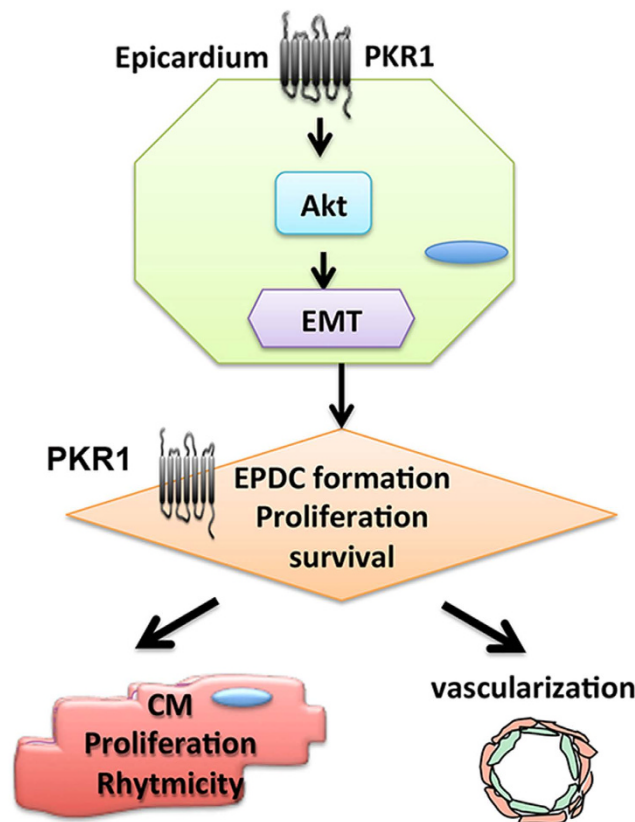 Epicardium PKR1
Akt
EMT
PKR1
EPDC formation
Proliferation
survival
CM
Proliferation
Rhytmicity
vascularization